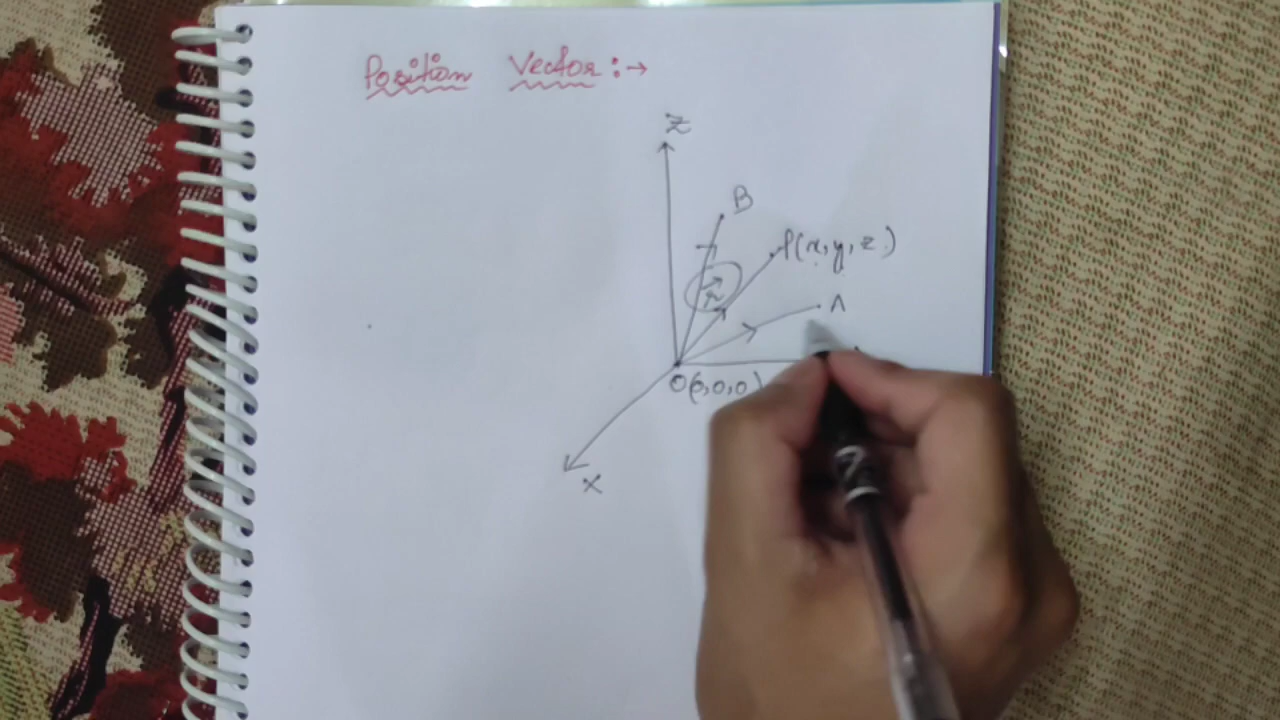 Position Vector :→
Z
B
P(x, y, z)
r
A
O(0,0,0)
X